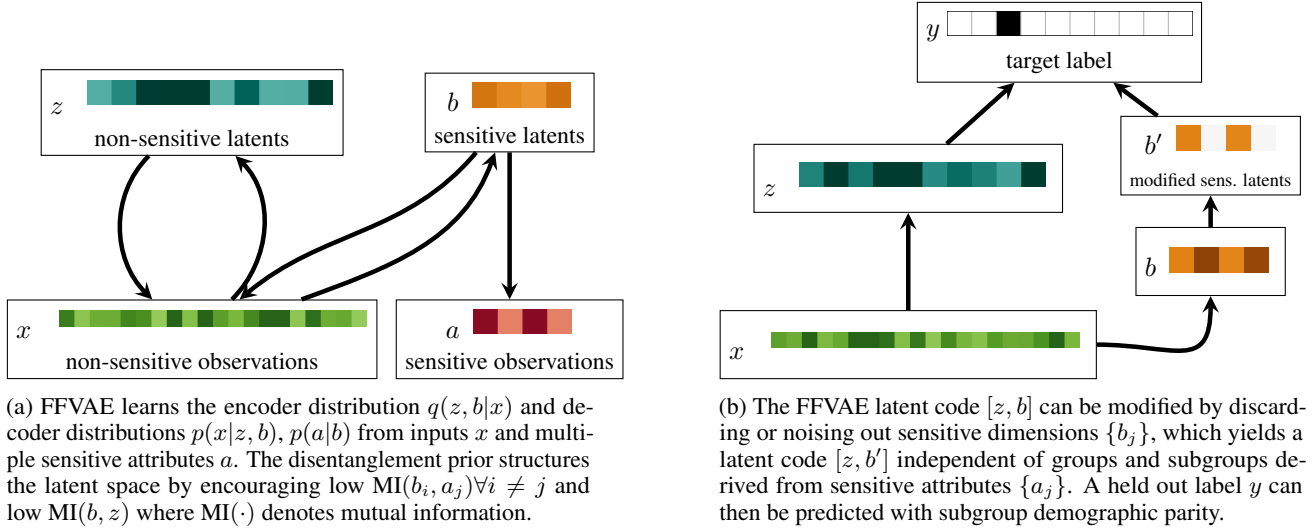 z
non-sensitive latents
b
sensitive latents
x
non-sensitive observations
a
sensitive observations
(a) FFVAE learns the encoder distribution q(z, b|x) and de-
coder distributions p(x|z, b), p(a|b) from inputs x and multi-
ple sensitive attributes a. The disentanglement prior structures
the latent space by encouraging low MI(b_i, a_j)∀i ≠ j and
low MI(b, z) where MI(·) denotes mutual information.
y
target label
b′
modified sens. latents
z
b
x
(b) The FFVAE latent code [z, b] can be modified by discard-
ing or noising out sensitive dimensions {b_j}, which yields a
latent code [z, b′] independent of groups and subgroups de-
rived from sensitive attributes {a_j}. A held out label y can
then be predicted with subgroup demographic parity.